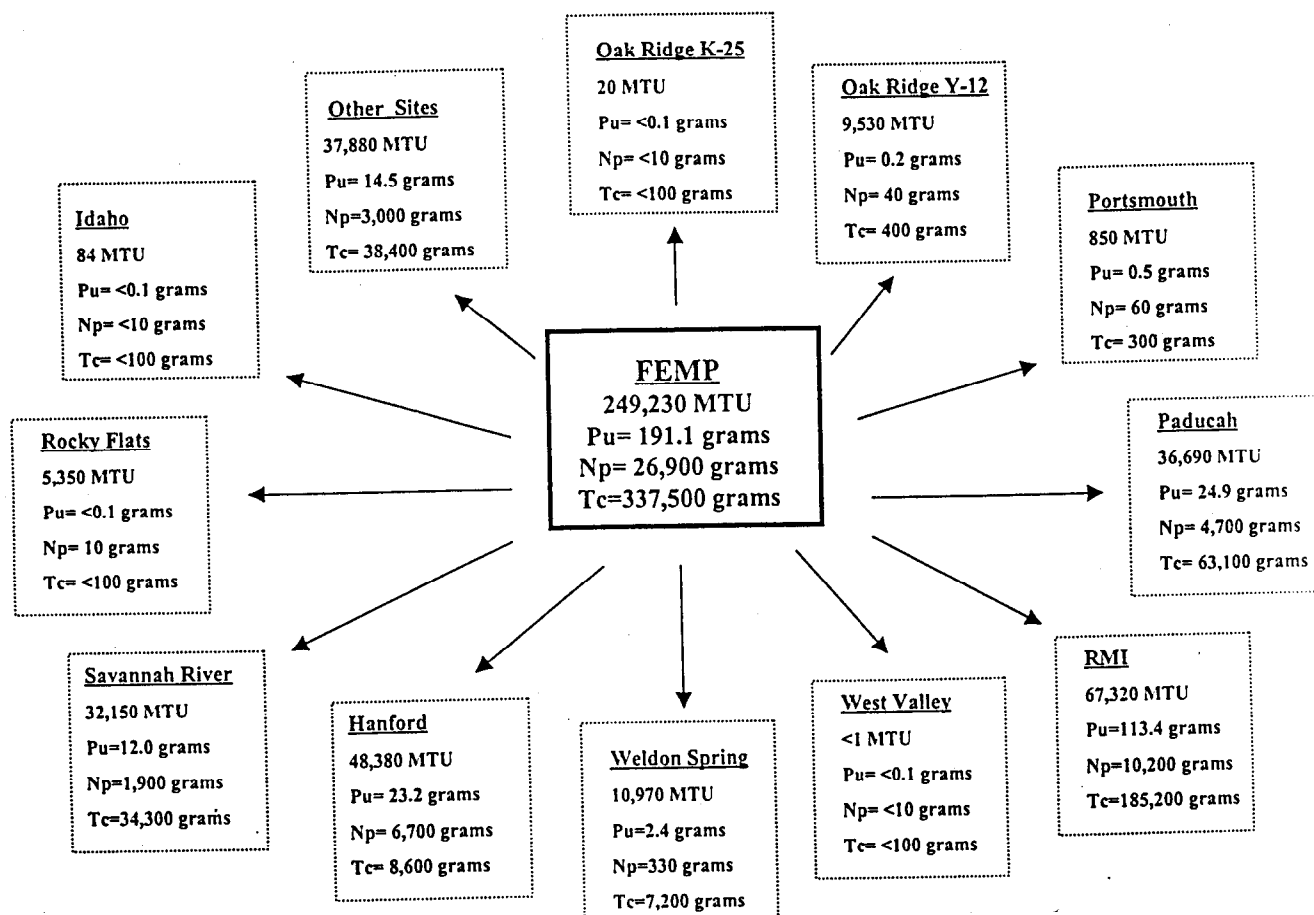 Oak Ridge K-25
20 MTU
Pu= <0.1 grams
Np= <10 grams
Tc= <100 grams
Oak Ridge Y-12
9,530 MTU
Pu= 0.2 grams
Np= 40 grams
Tc= 400 grams
Other Sites
37,880 MTU
Pu= 14.5 grams
Np=3,000 grams
Tc= 38,400 grams
Portsmouth
850 MTU
Pu= 0.5 grams
Np= 60 grams
Tc= 300 grams
Idaho
84 MTU
Pu= <0.1 grams
Np= <10 grams
Tc= <100 grams
FEMP
249,230 MTU
Pu= 191.1 grams
Np= 26,900 grams
Tc=337,500 grams
Rocky Flats
5,350 MTU
Pu= <0.1 grams
Np= 10 grams
Tc= <100 grams
Paducah
36,690 MTU
Pu= 24.9 grams
Np= 4,700 grams
Tc= 63,100 grams
Savannah River
32,150 MTU
Pu=12.0 grams
Np=1,900 grams
Tc=34,300 grams
Hanford
48,380 MTU
Pu= 23.2 grams
Np= 6,700 grams
Tc= 8,600 grams
Weldon Spring
10,970 MTU
Pu=2.4 grams
Np=330 grams
Tc=7,200 grams
West Valley
<1 MTU
Pu= <0.1 grams
Np= <10 grams
Tc= <100 grams
RMI
67,320 MTU
Pu=113.4 grams
Np=10,200 grams
Tc=185,200 grams